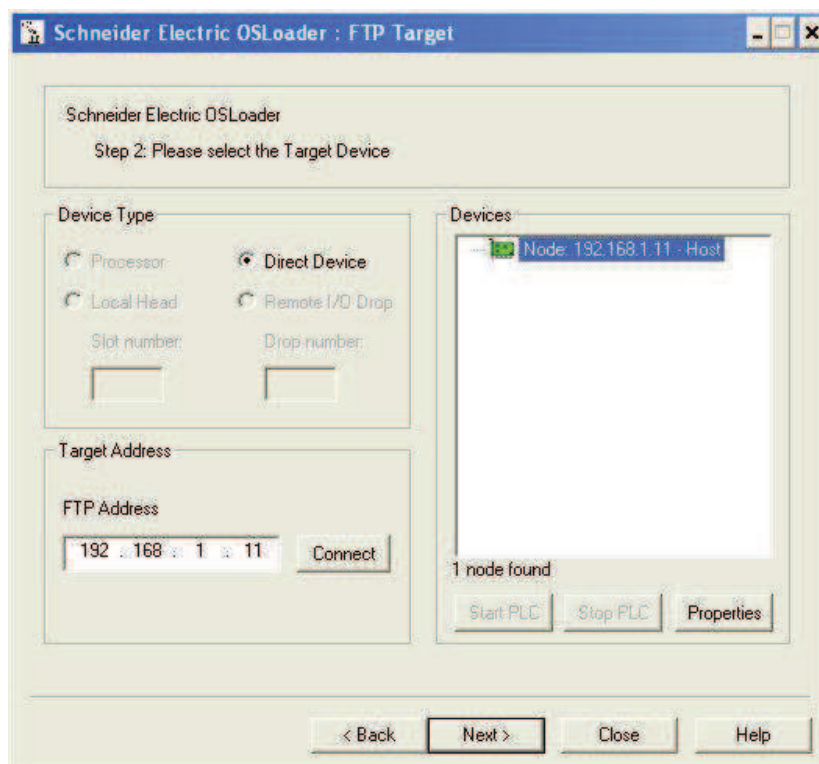 Schneider Electric OSLoader : FTP Target
Schneider Electric OSLoader
Step 2: Please select the Target Device
Device Type
Processor
Direct Device
Local Head
Remote I/O Drop
Slot number:
Drop number:
Target Address
FTP Address
192 . 168 . 1 . 11
Connect
Devices
Node: 192.168.1.11 - Host
1 node found
Start PLC
Stop PLC
Properties
< Back
Next >
Close
Help